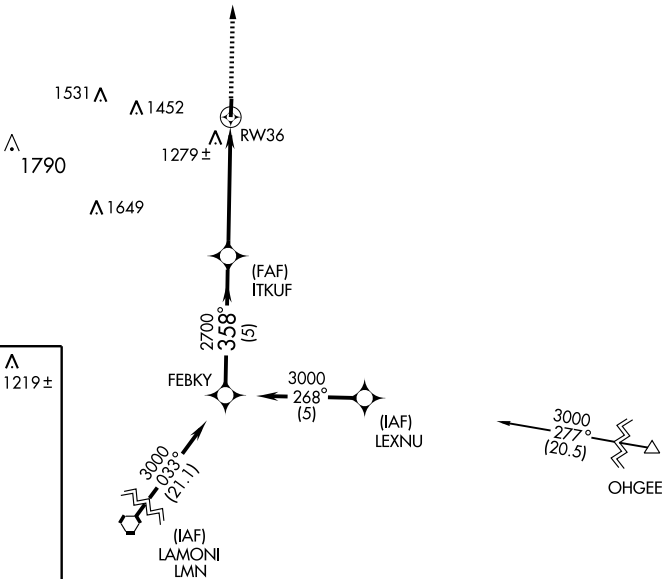 1531
1452
RW36
1279 ±
1790
1649
(FAF)
ITKUF
2700
358°
(5)
1219 ±
FEBKY
3000
268°
(5)
(IAF)
LEXNU
3000
277°
(20.5)
OHGEE
3000
033°
(21.1)
(IAF)
LAMONI
LMN